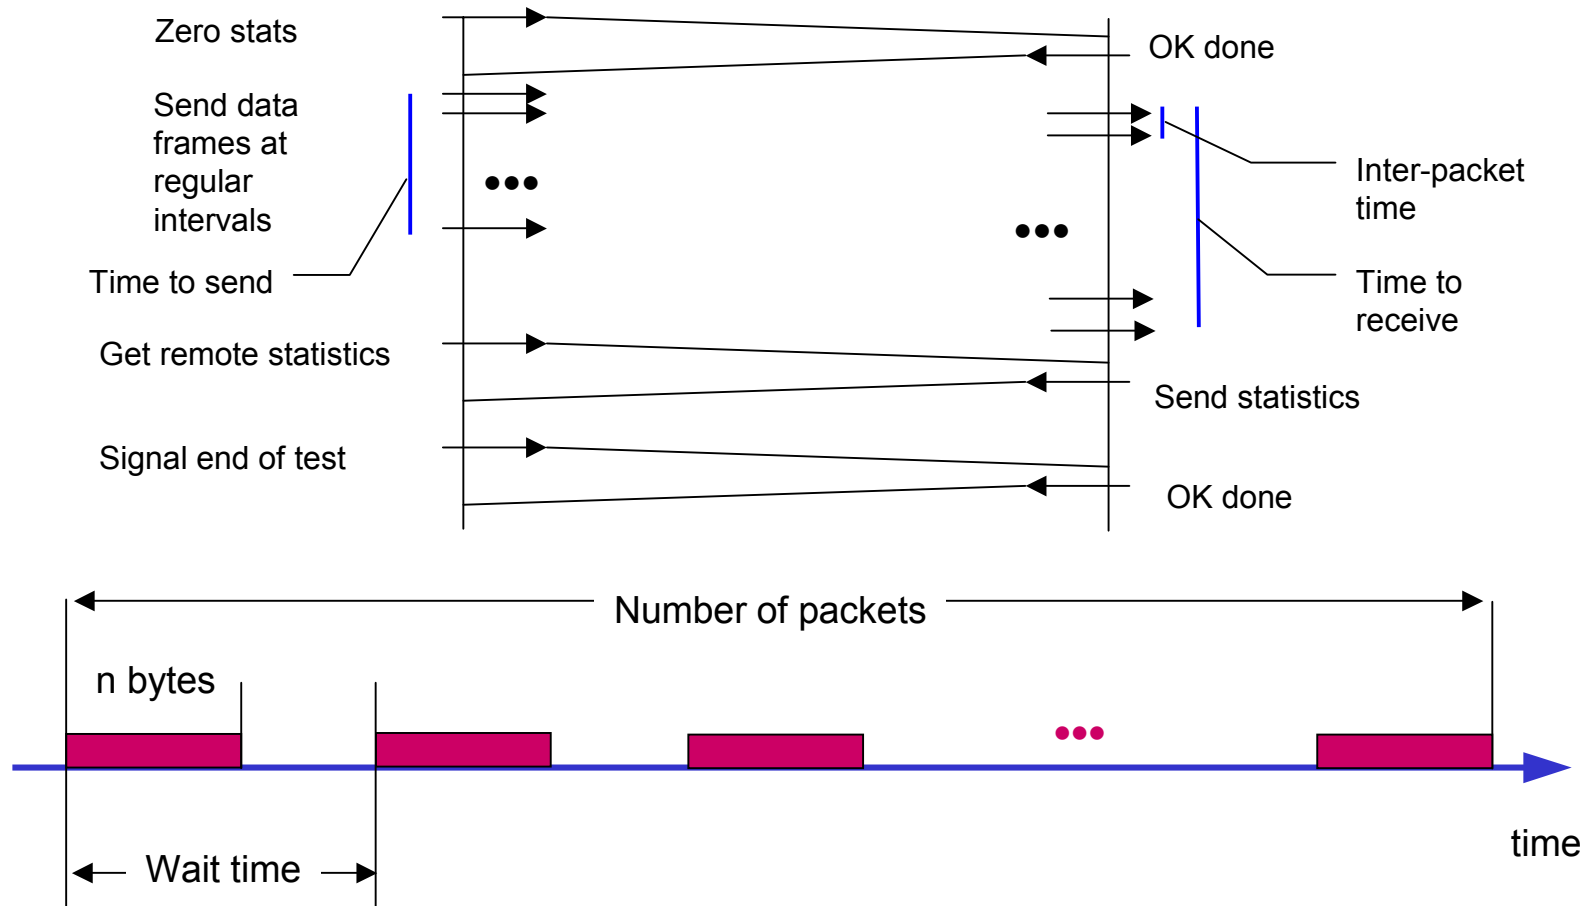 Zero stats
OK done
Send data
frames at
regular
intervals
Inter-packet
time
Time to send
Time to
receive
Get remote statistics
Send statistics
Signal end of test
OK done
Number of packets
n bytes
time
Wait time